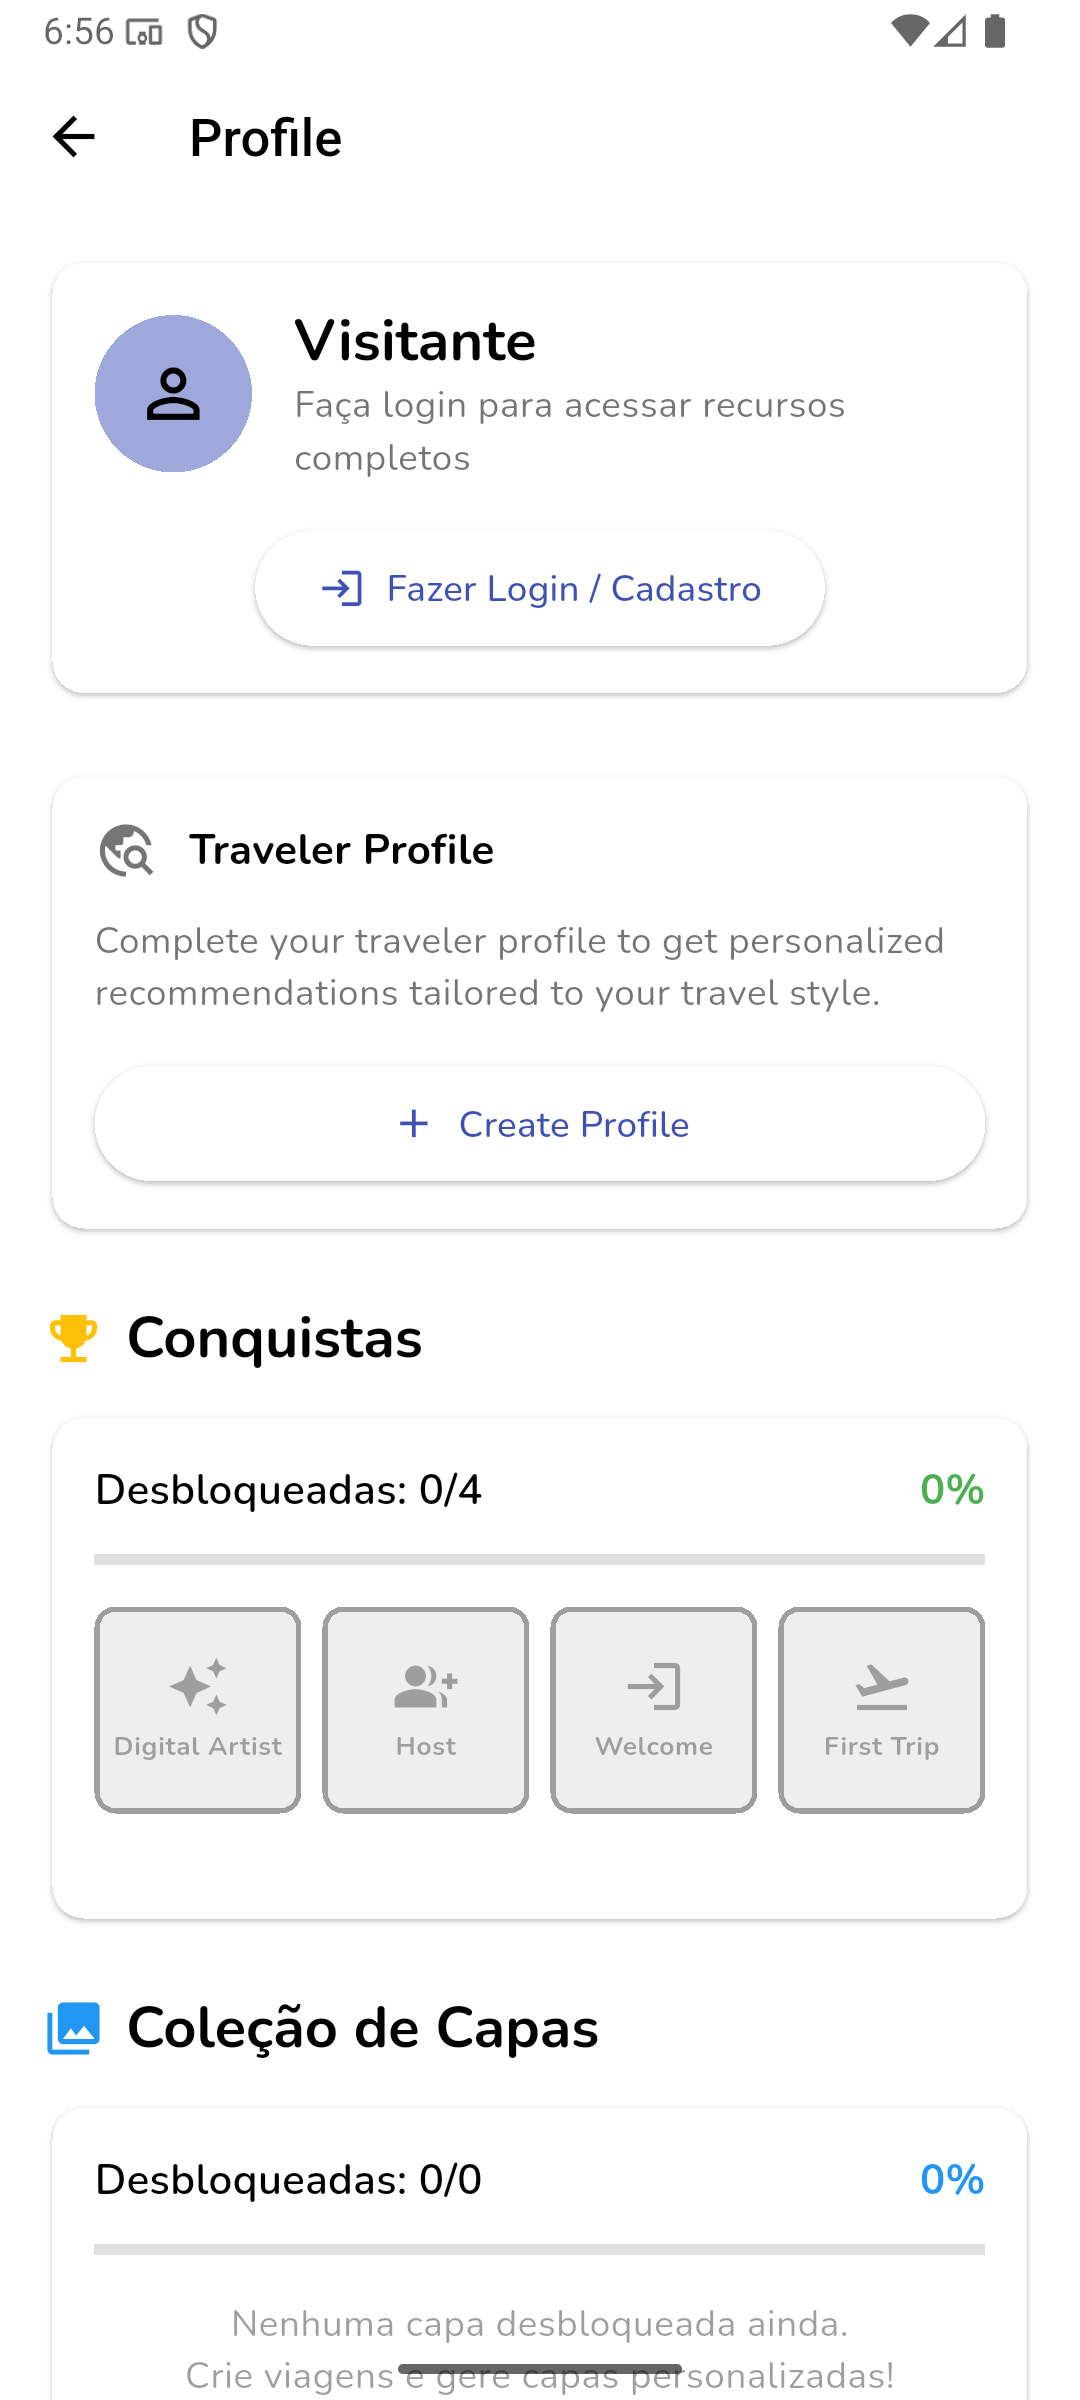 6:56
Profile
Visitante
Faça login para acessar recursos
completos
Fazer Login / Cadastro
Traveler Profile
Complete your traveler profile to get personalized
recommendations tailored to your travel style.
Create Profile
Conquistas
Desbloqueadas: 0/4
0%
Digital Artist
Host
Welcome
First Trip
Coleção de Capas
Desbloqueadas: 0/0
0%
Nenhuma capa desbloqueada ainda.
Crie viagens e gere capas personalizadas!